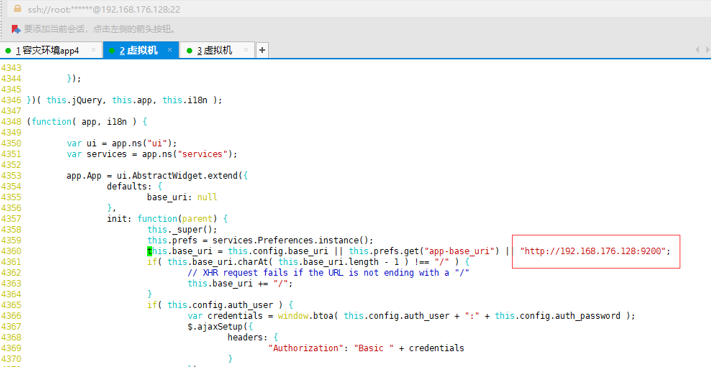 ssh://root:******@192.168.176.128:22
要添加当前会话，点击左侧的箭头按钮。
1 容灾环境app4 × 2 虚拟机 × 3 虚拟机 × +
4343
4344 });
4345
4346 })( this.jQuery, this.app, this.i18n );
4347
4348 (function( app, i18n ) {
4349
4350 var ui = app.ns("ui");
4351 var services = app.ns("services");
4352
4353 app.App = ui.AbstractWidget.extend({
4354 defaults: {
4355 base_uri: null
4356 },
4357 init: function(parent) {
4358 this._super();
4359 this.prefs = services.Preferences.instance();
4360 this.base_uri = this.config.base_uri || this.prefs.get("app-base_uri") || "http://192.168.176.128:9200";
4361 if( this.base_uri.charAt( this.base_uri.length - 1 ) !== "/" ) {
4362 // XHR request fails if the URL is not ending with a "/"
4363 this.base_uri += "/";
4364 }
4365 if( this.config.auth_user ) {
4366 var credentials = window.btoa( this.config.auth_user + ":" + this.config.auth_password );
4367 $.ajaxSetup({
4368 headers: {
4369 "Authorization": "Basic " + credentials
4370 }